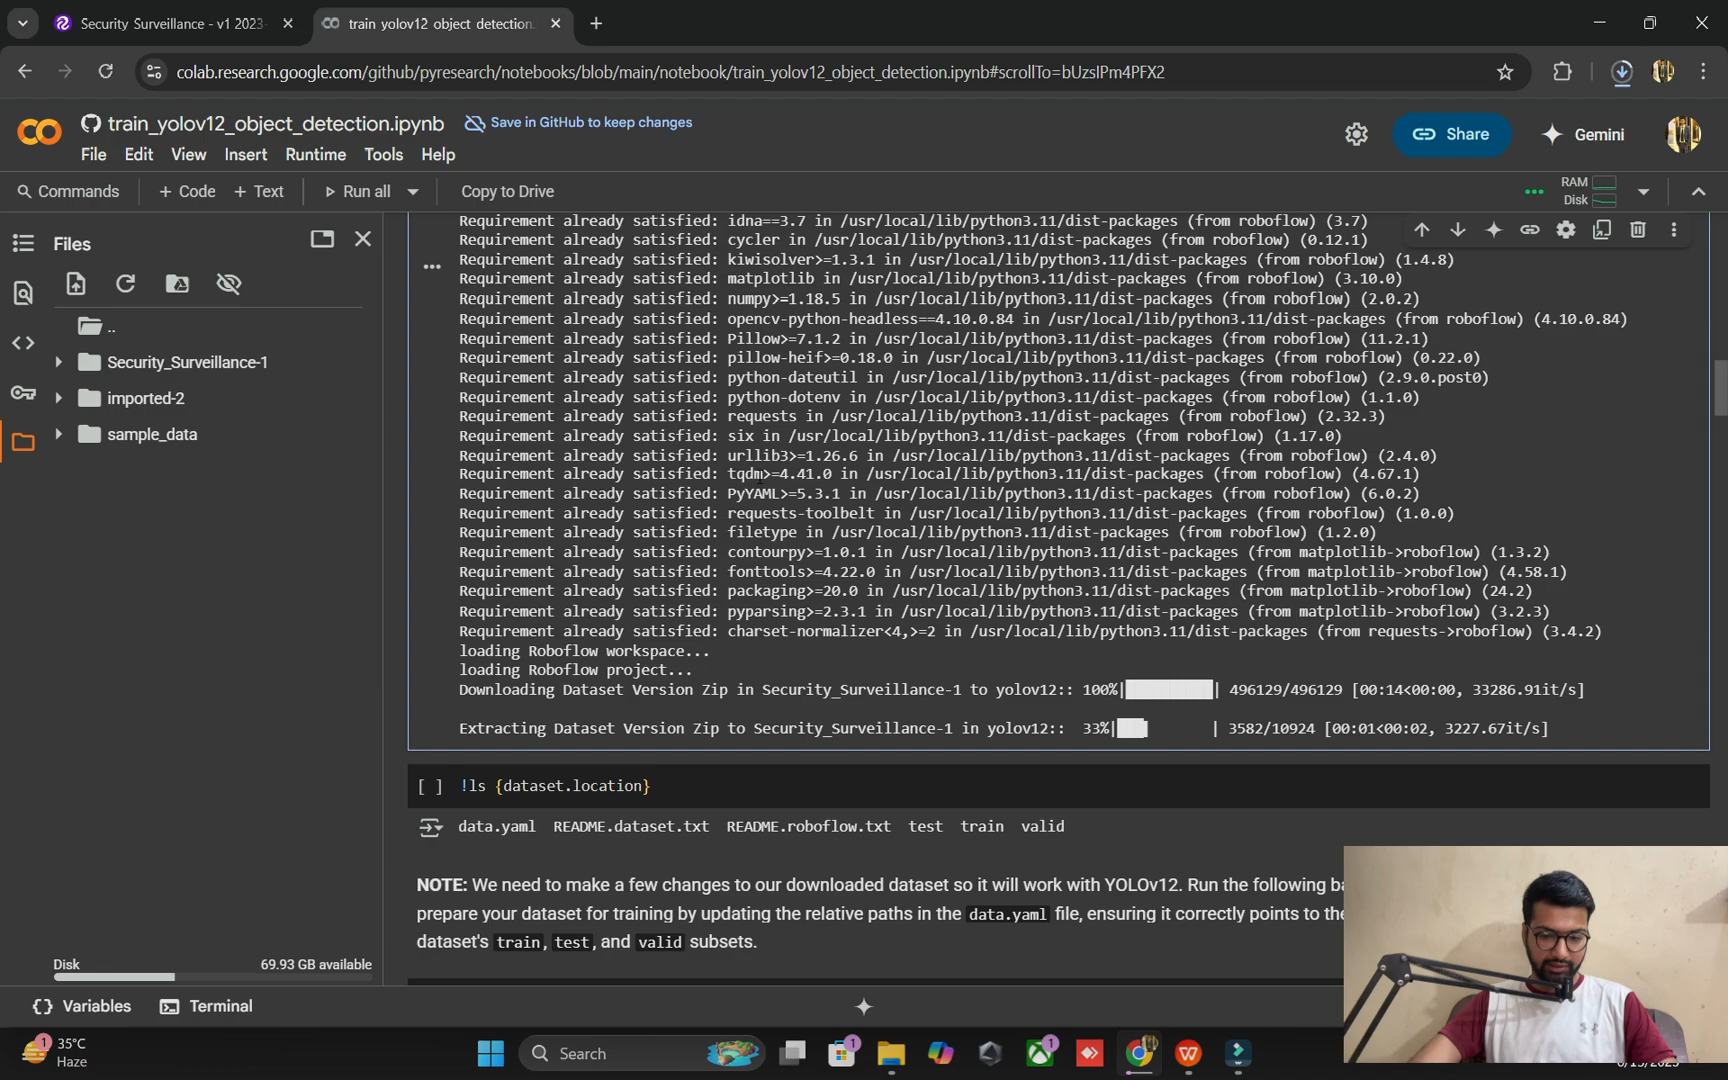 Security Surveillance - v1 2023-
train yolov12 object detection.
colab.research.google.com/github/pyresearch/notebooks/blob/main/notebook/train_yolov12_object_detection.ipynb#scrollTo=bUzsIPm4PFX2
train_yolov12_object_detection.ipynb
Save in GitHub to keep changes
Share
Gemini
File Edit View Insert Runtime Tools Help
Commands + Code + Text Run all Copy to Drive
RAM
Disk
Files
..
Security_Surveillance-1
imported-2
sample_data
Disk 69.93 GB available
Requirement already satisfied: idna==3.7 in /usr/local/lib/python3.11/dist-packages (from roboflow) (3.7)
Requirement already satisfied: cycler in /usr/local/lib/python3.11/dist-packages (from roboflow) (0.12.1)
Requirement already satisfied: kiwisolver>=1.3.1 in /usr/local/lib/python3.11/dist-packages (from roboflow) (1.4.8)
Requirement already satisfied: matplotlib in /usr/local/lib/python3.11/dist-packages (from roboflow) (3.10.0)
Requirement already satisfied: numpy>=1.18.5 in /usr/local/lib/python3.11/dist-packages (from roboflow) (2.0.2)
Requirement already satisfied: opencv-python-headless==4.10.0.84 in /usr/local/lib/python3.11/dist-packages (from roboflow) (4.10.0.84)
Requirement already satisfied: Pillow>=7.1.2 in /usr/local/lib/python3.11/dist-packages (from roboflow) (11.2.1)
Requirement already satisfied: pillow-heif>=0.18.0 in /usr/local/lib/python3.11/dist-packages (from roboflow) (0.22.0)
Requirement already satisfied: python-dateutil in /usr/local/lib/python3.11/dist-packages (from roboflow) (2.9.0.post0)
Requirement already satisfied: python-dotenv in /usr/local/lib/python3.11/dist-packages (from roboflow) (1.1.0)
Requirement already satisfied: requests in /usr/local/lib/python3.11/dist-packages (from roboflow) (2.32.3)
Requirement already satisfied: six in /usr/local/lib/python3.11/dist-packages (from roboflow) (1.17.0)
Requirement already satisfied: urllib3>=1.26.6 in /usr/local/lib/python3.11/dist-packages (from roboflow) (2.4.0)
Requirement already satisfied: tqdm>=4.41.0 in /usr/local/lib/python3.11/dist-packages (from roboflow) (4.67.1)
Requirement already satisfied: PyYAML>=5.3.1 in /usr/local/lib/python3.11/dist-packages (from roboflow) (6.0.2)
Requirement already satisfied: requests-toolbelt in /usr/local/lib/python3.11/dist-packages (from roboflow) (1.0.0)
Requirement already satisfied: filetype in /usr/local/lib/python3.11/dist-packages (from roboflow) (1.2.0)
Requirement already satisfied: contourpy>=1.0.1 in /usr/local/lib/python3.11/dist-packages (from matplotlib->roboflow) (1.3.2)
Requirement already satisfied: fonttools>=4.22.0 in /usr/local/lib/python3.11/dist-packages (from matplotlib->roboflow) (4.58.1)
Requirement already satisfied: packaging>=20.0 in /usr/local/lib/python3.11/dist-packages (from matplotlib->roboflow) (24.2)
Requirement already satisfied: pyparsing>=2.3.1 in /usr/local/lib/python3.11/dist-packages (from matplotlib->roboflow) (3.2.3)
Requirement already satisfied: charset-normalizer<4,>=2 in /usr/local/lib/python3.11/dist-packages (from requests->roboflow) (3.4.2)
loading Roboflow workspace...
loading Roboflow project...
Downloading Dataset Version Zip in Security_Surveillance-1 to yolov12:: 100%|██████████| 496129/496129 [00:14<00:00, 33286.91it/s]
Extracting Dataset Version Zip to Security_Surveillance-1 in yolov12:: 33%|███ | 3582/10924 [00:01<00:02, 3227.67it/s]
[ ] !ls {dataset.location}
data.yaml README.dataset.txt README.roboflow.txt test train valid
NOTE: We need to make a few changes to our downloaded dataset so it will work with YOLOv12. Run the following ba
prepare your dataset for training by updating the relative paths in the data.yaml file, ensuring it correctly points to the
dataset's train, test, and valid subsets.
{} Variables Terminal
1
35°C
Haze
Search
1
1